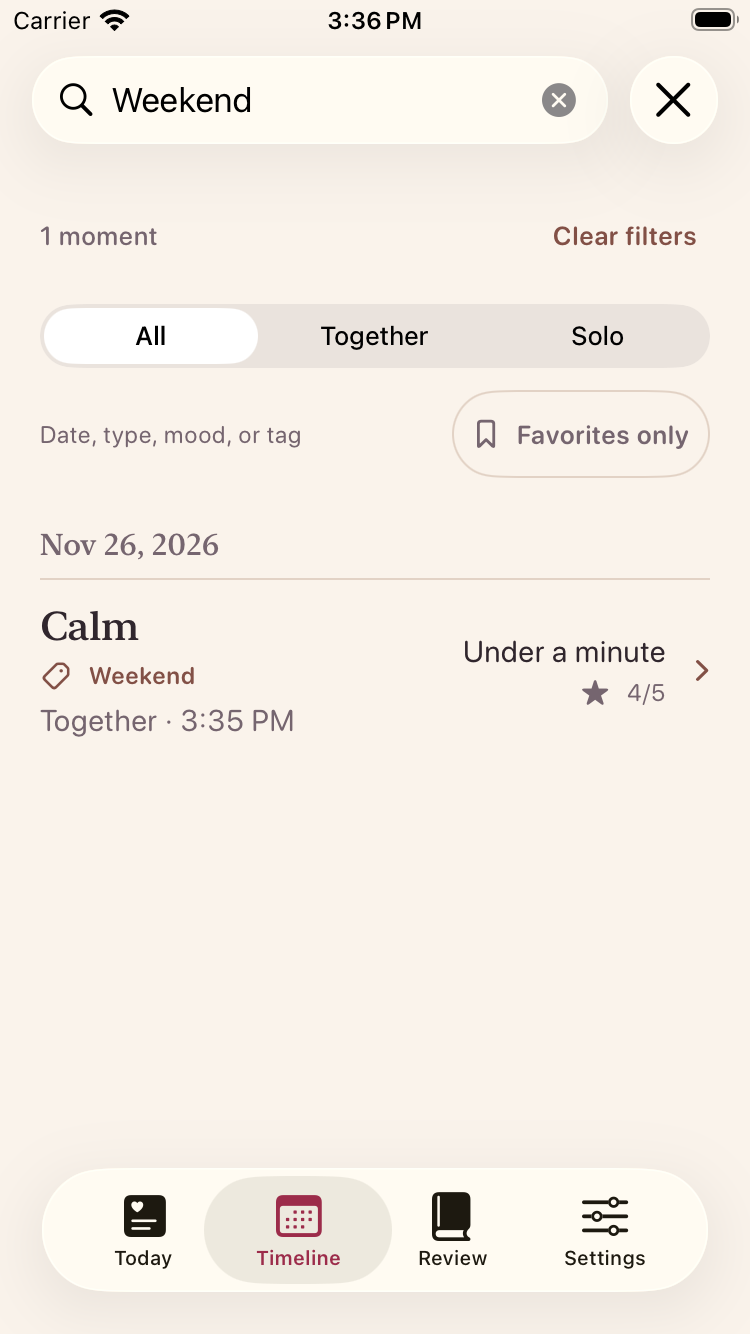 Carrier 3:36 PM
Weekend
1 moment Clear filters
All Together Solo
Date, type, mood, or tag Favorites only
Nov 26, 2026
Calm
Under a minute
Weekend
4/5
Together · 3:35 PM
Today Timeline Review Settings